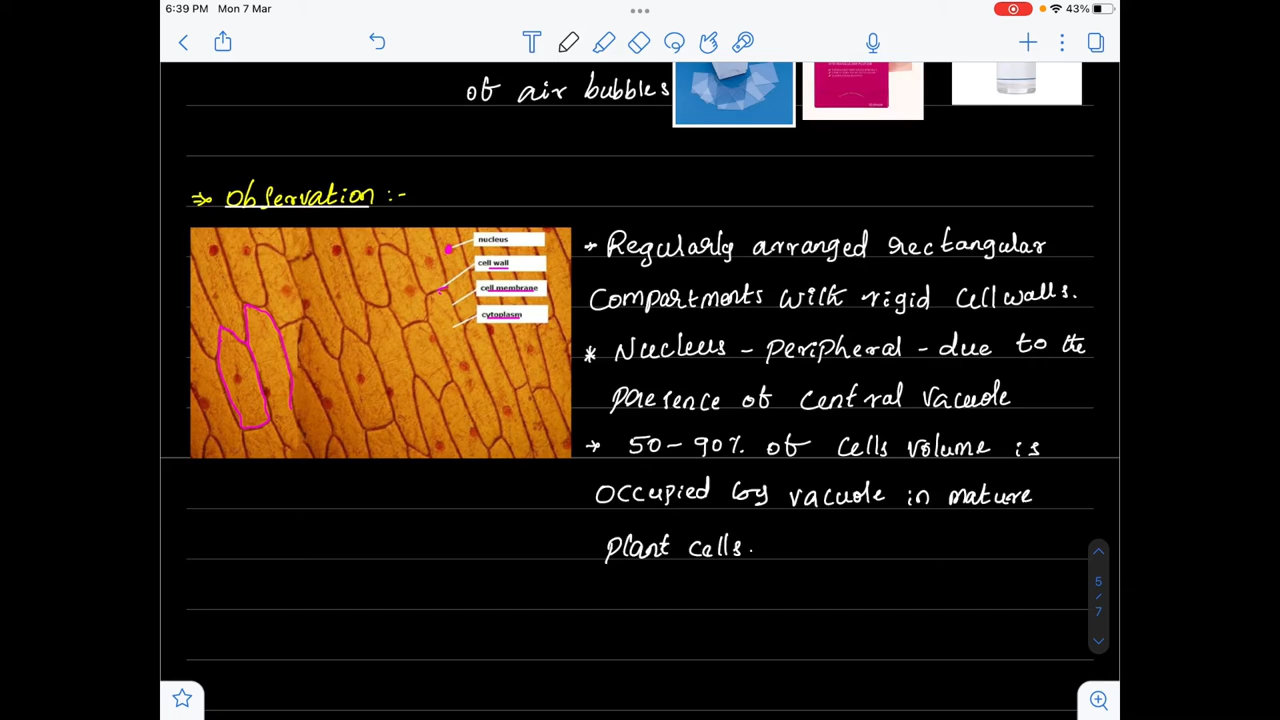 6:39 PM Mon 7 Mar
43%
of air bubbles
⇒ Observation :-
nucleus
cell wall
cell membrane
cytoplasm
→ Regularly arranged rectangular
Compartments with rigid cell walls.
* Nucleus - peripheral - due to the
presence of central vacuole
→ 50-90% of cells volume is
occupied by vacuole in mature
plant cells.
5
/
7